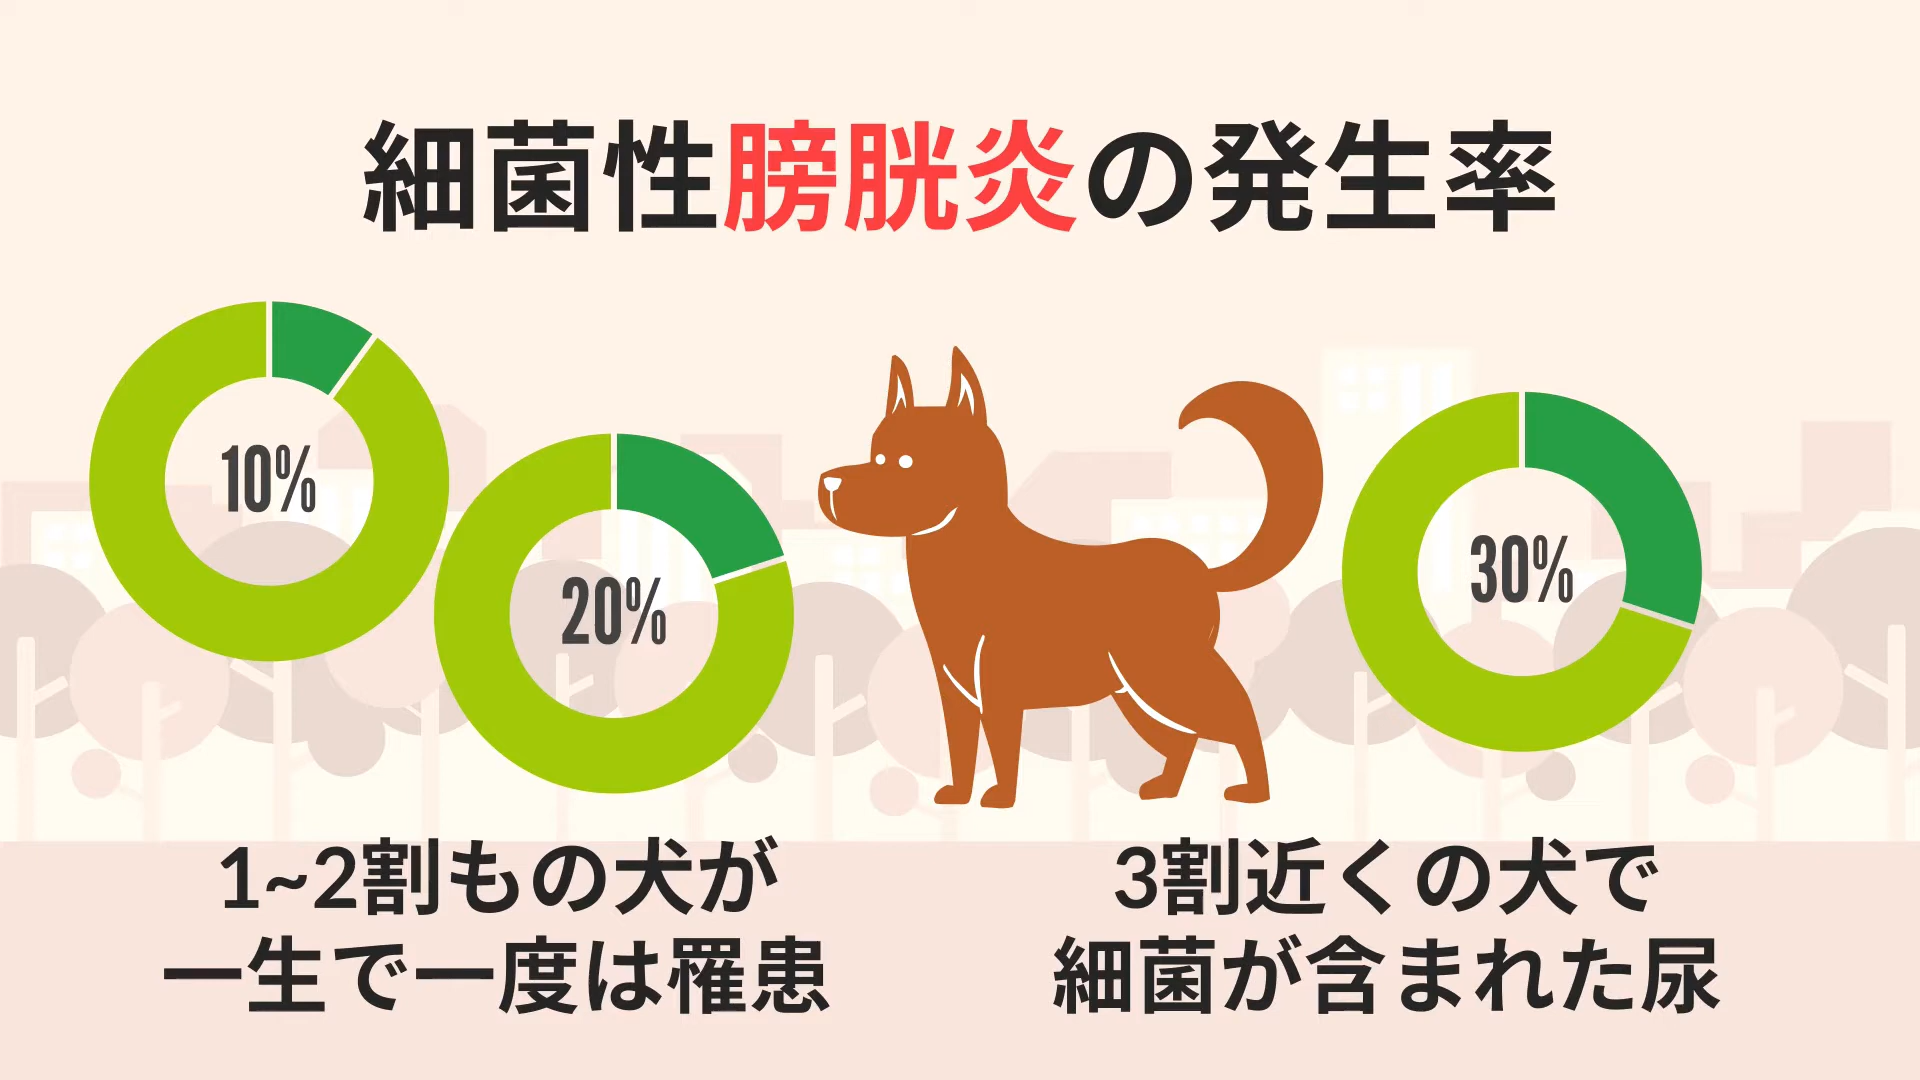 細菌性膀胱炎の発生率
10%
20%
30%
1~2割もの犬が
一生で一度は罹患
3割近くの犬で
細菌が含まれた尿